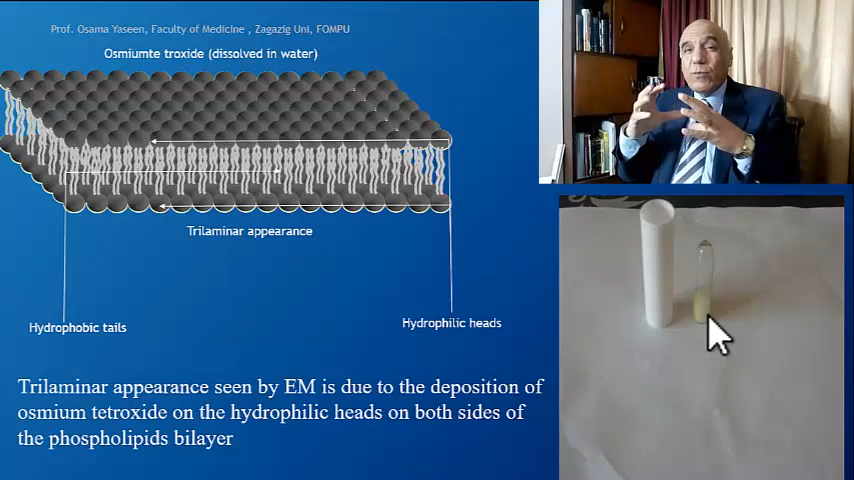 Prof. Osama Yaseen, Faculty of Medicine , Zagazig Uni, FOMPU
Osmiumte troxide (dissolved in water)
Trilaminar appearance
Hydrophobic tails
Hydrophilic heads
Trilaminar appearance seen by EM is due to the deposition of
osmium tetroxide on the hydrophilic heads on both sides of
the phospholipids bilayer